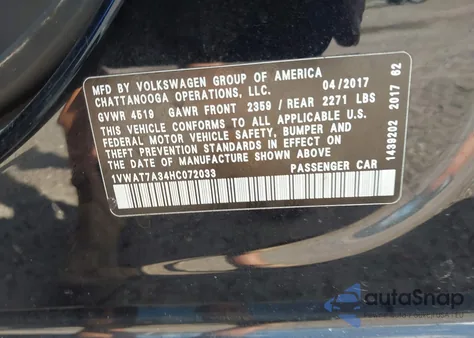 MFD BY VOLKSWAGEN GROUP OF AMERICA
CHATTANOOGA OPERATIONS, LLC. 04/2017
GVWR 4519 GAWR FRONT 2359 / REAR 2271 LBS
THIS VEHICLE CONFORMS TO ALL APPLICABLE U.S.
FEDERAL MOTOR VEHICLE SAFETY, BUMPER AND
THEFT PREVENTION STANDARDS IN EFFECT ON
THE DATE OF MANUFACTURE SHOWN ABOVE.
1VWAT7A34HC072033 PASSENGER CAR
1439202 2017 62
autoSnap